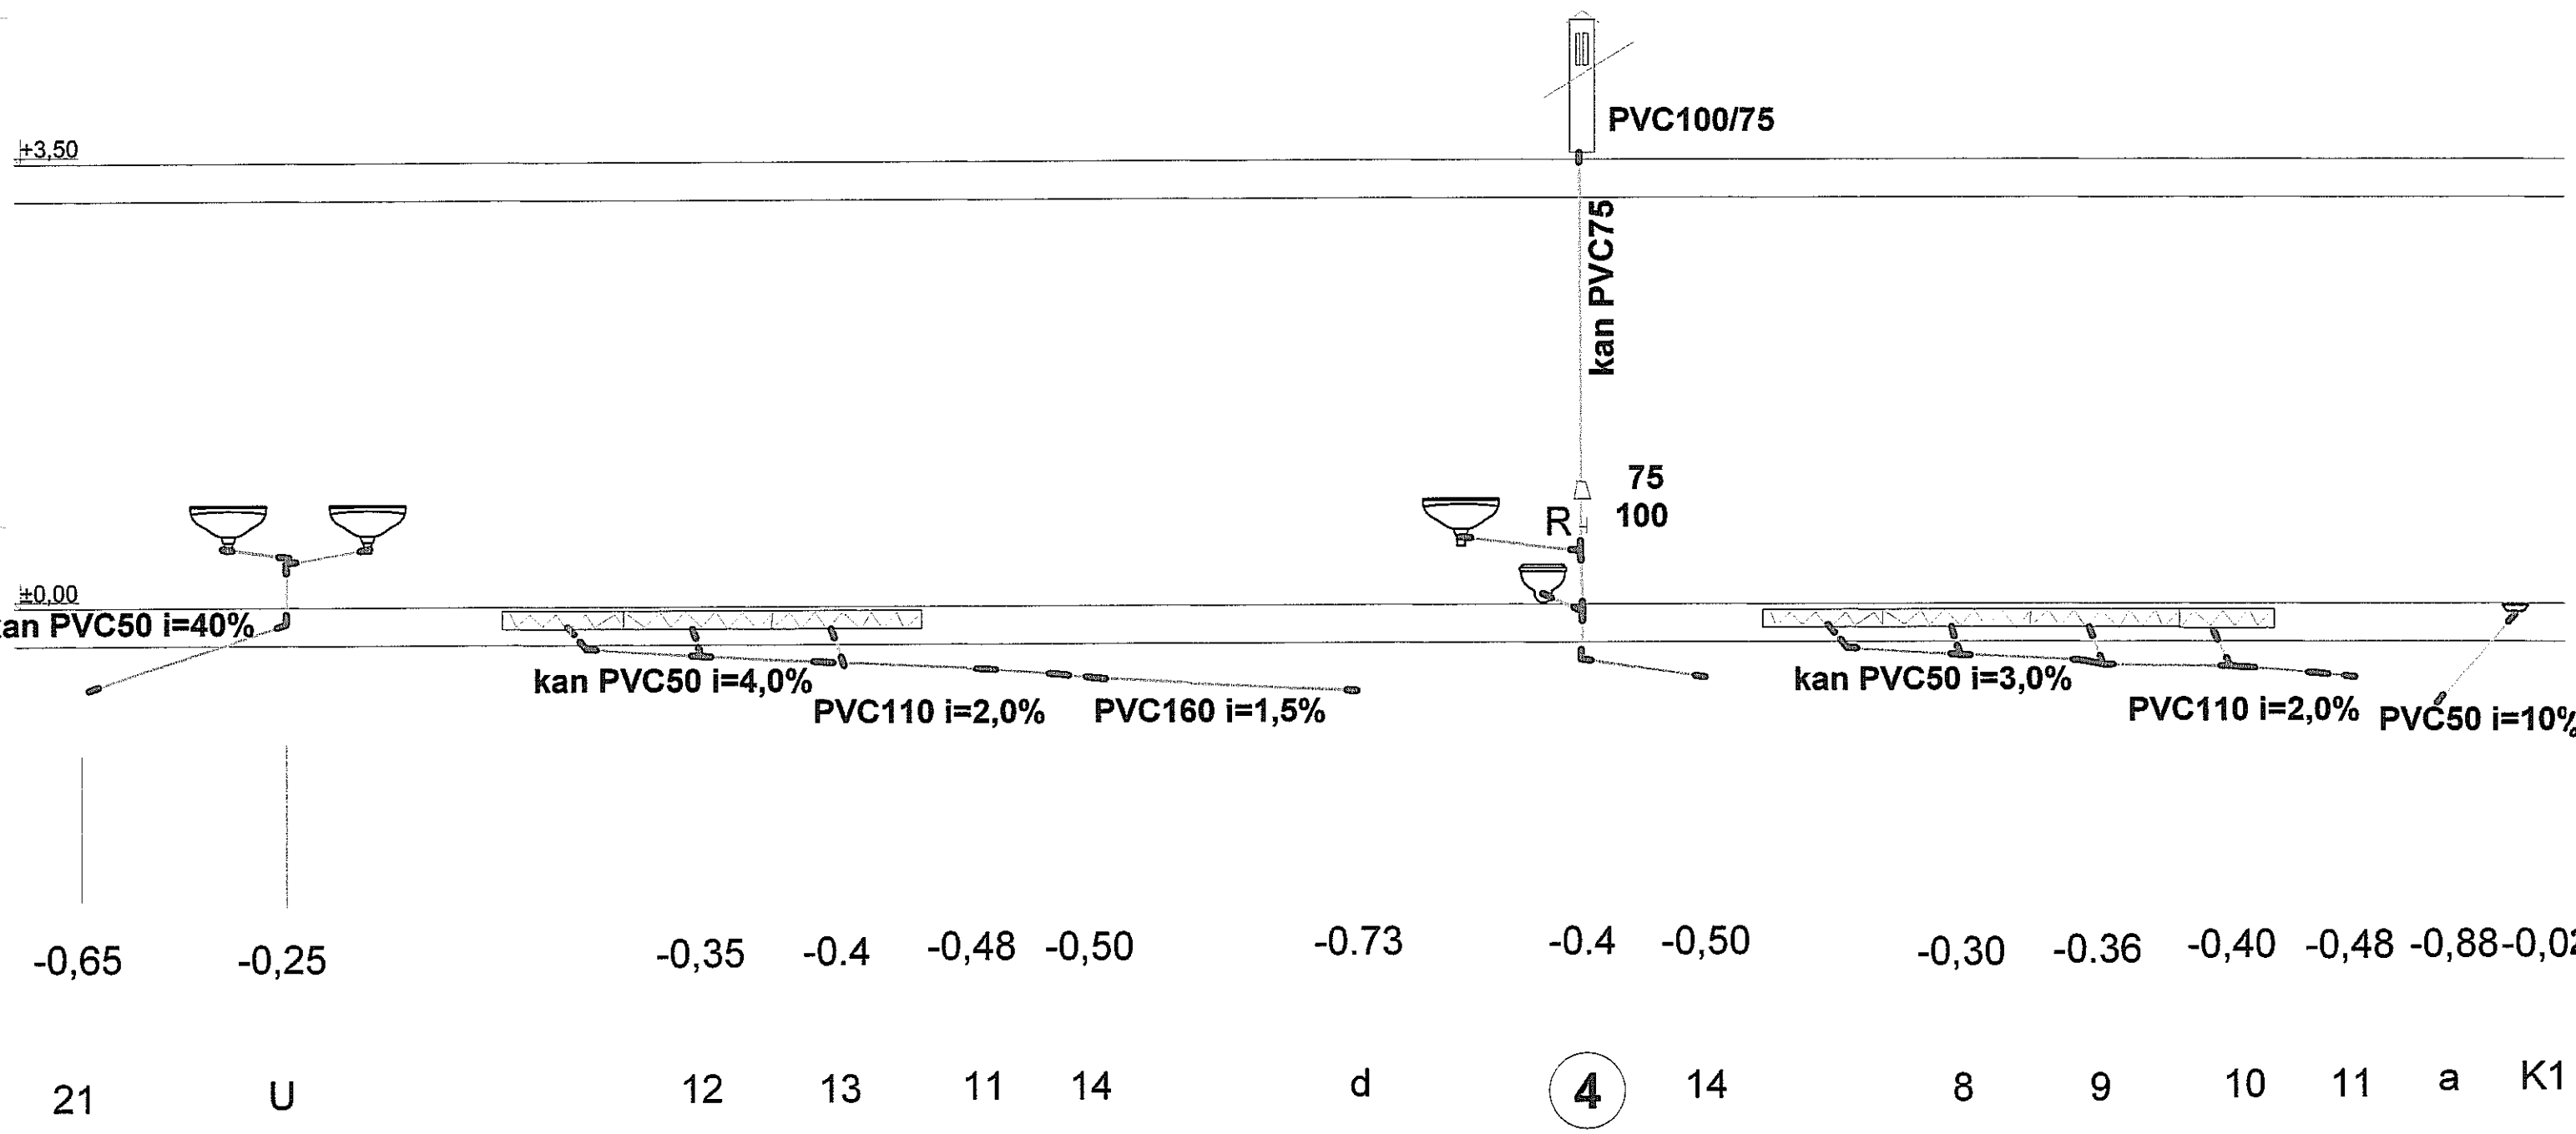 PVC100/75
+3,50
kan PVC75
75
R 100
±0,00
kan PVC50 i=40%
kan PVC50 i=4,0%
PVC110 i=2,0%
PVC160 i=1,5%
kan PVC50 i=3,0%
PVC110 i=2,0%
PVC50 i=10%
-0,65 -0,25 -0,35 -0.4 -0,48 -0,50 -0.73 -0.4 -0,50 -0,30 -0.36 -0,40 -0,48 -0,88 -0,02
21 U 12 13 11 14 d 4 14 8 9 10 11 a K1